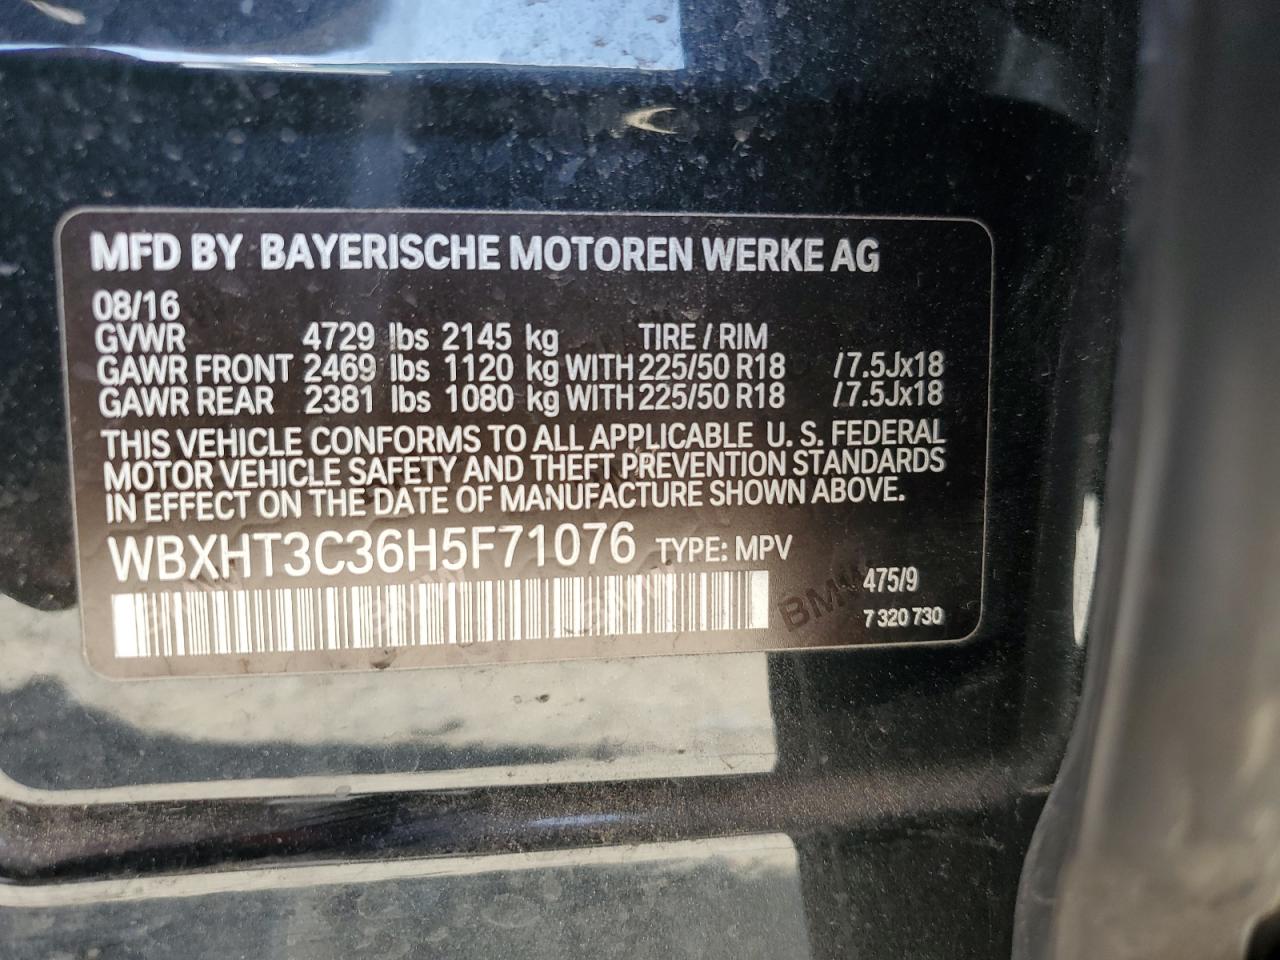 MFD BY BAYERISCHE MOTOREN WERKE AG
08/16
GVWR 4729 lbs 2145 kg TIRE / RIM
GAWR FRONT 2469 lbs 1120 kg WITH 225/50 R18 /7.5Jx18
GAWR REAR 2381 lbs 1080 kg WITH 225/50 R18 /7.5Jx18
THIS VEHICLE CONFORMS TO ALL APPLICABLE U. S. FEDERAL
MOTOR VEHICLE SAFETY AND THEFT PREVENTION STANDARDS
IN EFFECT ON THE DATE OF MANUFACTURE SHOWN ABOVE.
WBXHT3C36H5F71076 TYPE: MPV
475/9
BMW
7 320 730